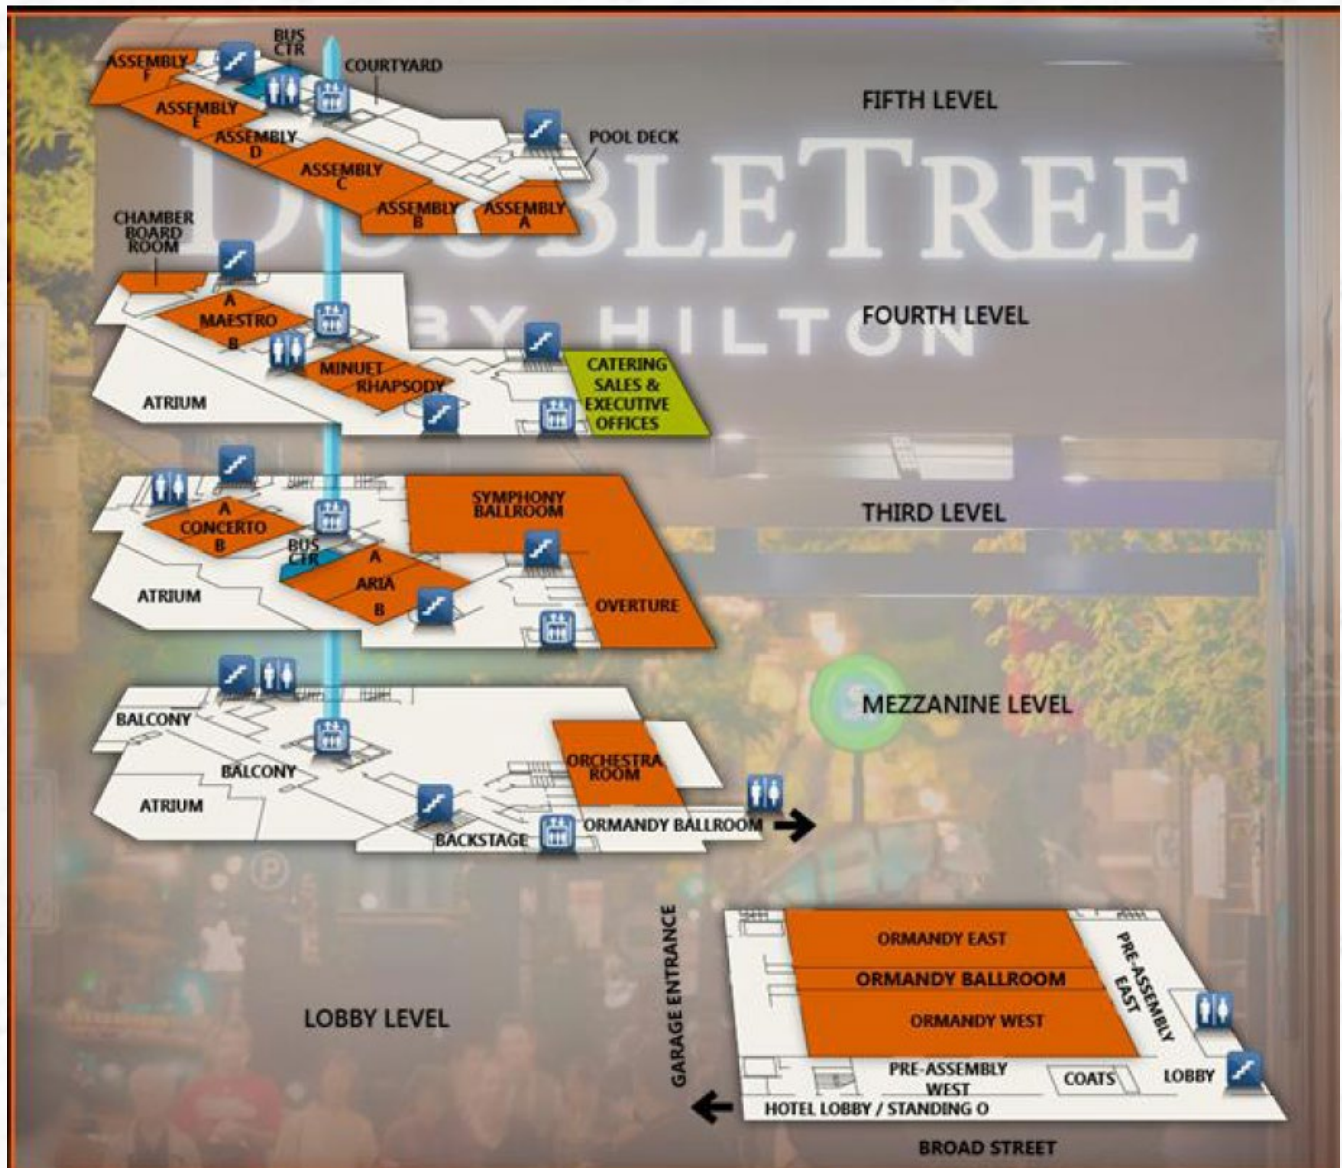 BUS
CTR
COURTYARD
ASSEMBLY
F
ASSEMBLY
E
ASSEMBLY
D
ASSEMBLY
C
ASSEMBLY
B
ASSEMBLY
A
POOL DECK
FIFTH LEVEL
DOUBLETREE
BY HILTON
CHAMBER
BOARD
ROOM
A
MAESTRO
B
MINUET
RHAPSODY
ATRIUM
CATERING
SALES &
EXECUTIVE
OFFICES
FOURTH LEVEL
SYMPHONY
BALLROOM
A
CONCERTO
B
BUS
CTR
A
ARIA
B
ATRIUM
OVERTURE
THIRD LEVEL
BALCONY
BALCONY
ATRIUM
ORCHESTRA
ROOM
BACKSTAGE
ORMANDY BALLROOM
MEZZANINE LEVEL
LOBBY LEVEL
GARAGE ENTRANCE
ORMANDY EAST
ORMANDY BALLROOM
ORMANDY WEST
PRE-ASSEMBLY
EAST
PRE-ASSEMBLY
WEST
COATS
LOBBY
HOTEL LOBBY / STANDING O
BROAD STREET
P